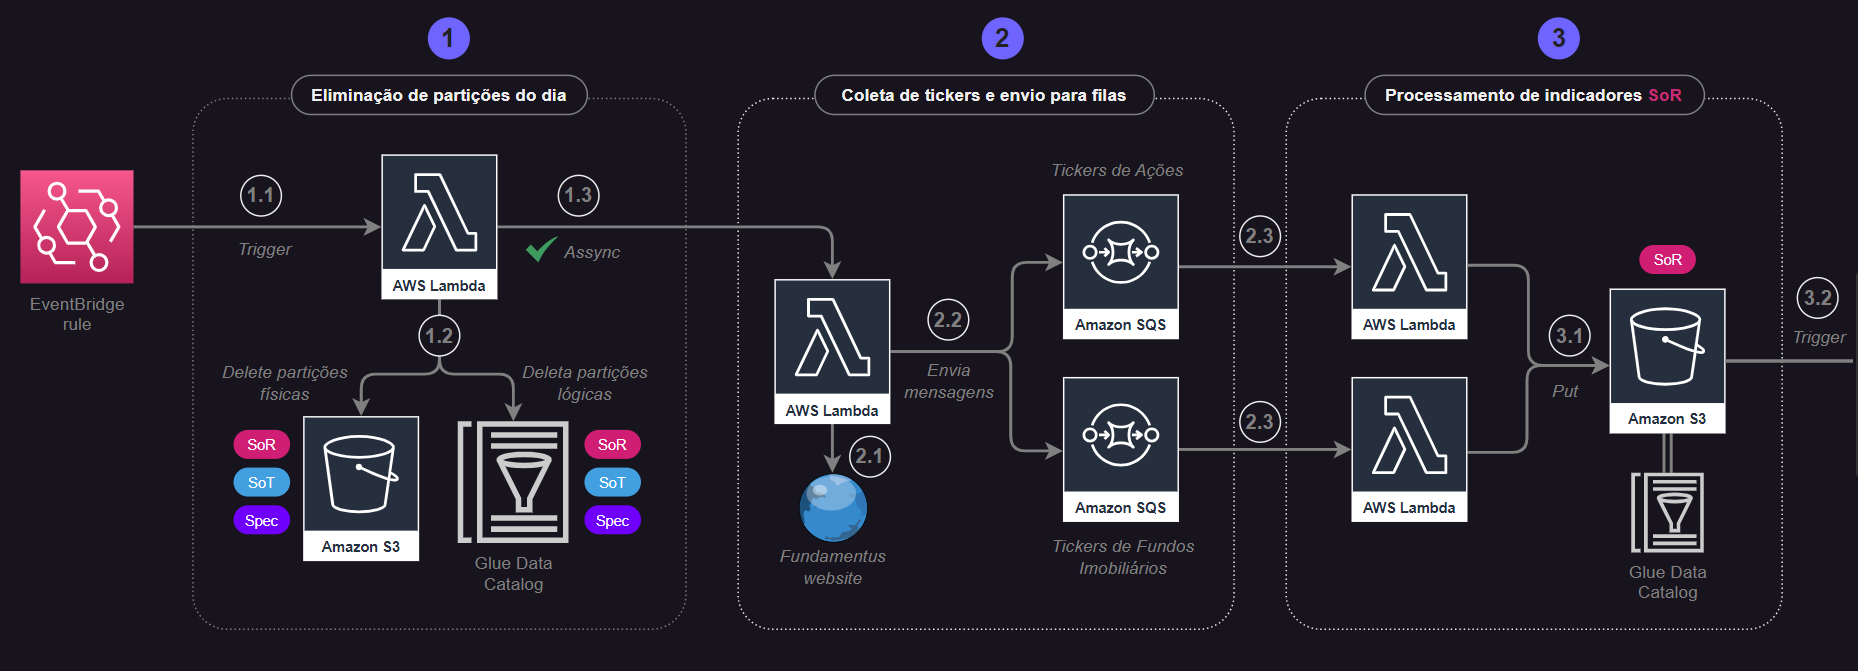 1
Eliminação de partições do dia
1.1
Trigger
EventBridge
rule
AWS Lambda
1.3
Assync
1.2
Delete partições
físicas
Deleta partições
lógicas
SoR
SoT
Spec
Amazon S3
SoR
SoT
Spec
Glue Data
Catalog
2
Coleta de tickers e envio para filas
AWS Lambda
2.1
Fundamentus
website
2.2
Envia
mensagens
Tickers de Ações
Amazon SQS
Amazon SQS
Tickers de Fundos
Imobiliários
2.3
2.3
3
Processamento de indicadores SoR
AWS Lambda
AWS Lambda
3.1
Put
SoR
Amazon S3
Glue Data
Catalog
3.2
Trigger